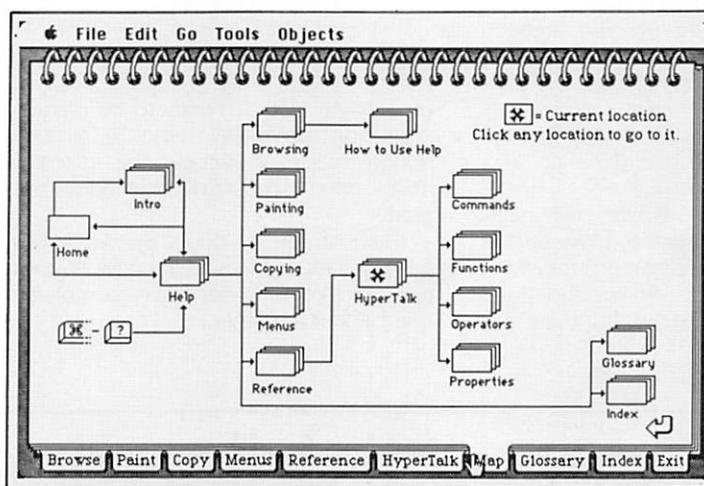 File Edit Go Tools Objects
= Current location
Click any location to go to it.
Browsing
How to Use Help
Intro
Painting
Commands
Home
Copying
Functions
Help
HyperTalk
Menus
Operators
⌘ - ?
Reference
Properties
Glossary
Index
Browse Paint Copy Menus Reference HyperTalk Map Glossary Index Exit